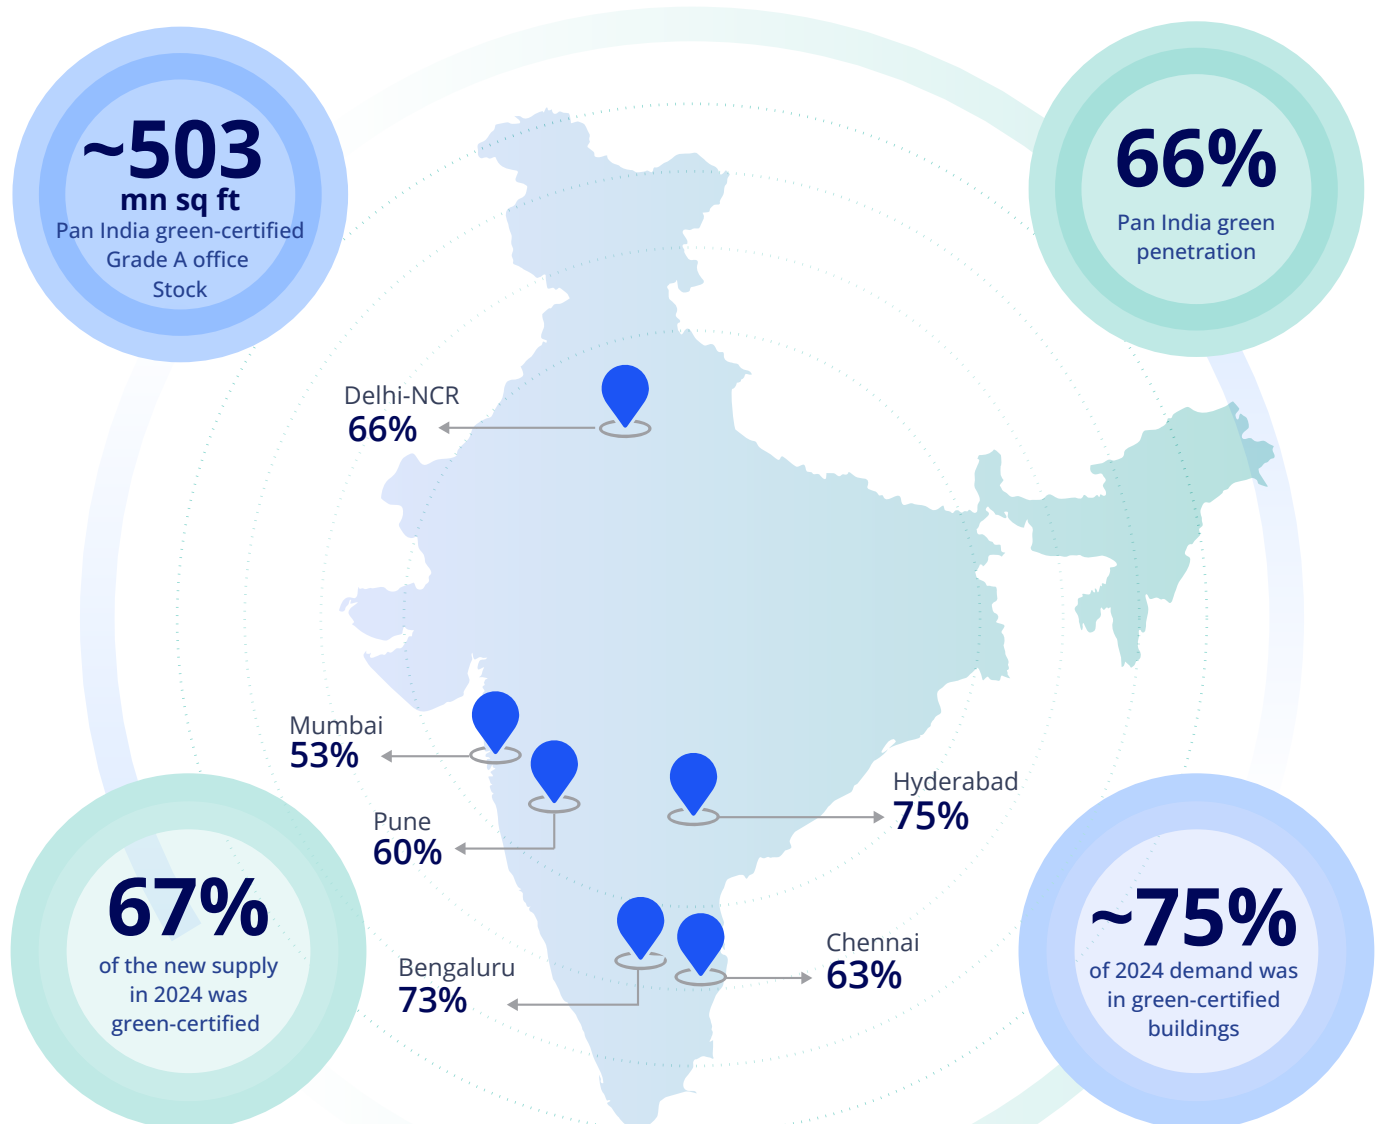 ~503
mn sq ft
Pan India green-certified
Grade A office
Stock
66%
Pan India green
penetration
Delhi-NCR
66%
Mumbai
53%
Pune
60%
Hyderabad
75%
Bengaluru
73%
Chennai
63%
67%
of the new supply
in 2024 was
green-certified
~75%
of 2024 demand was
in green-certified
buildings